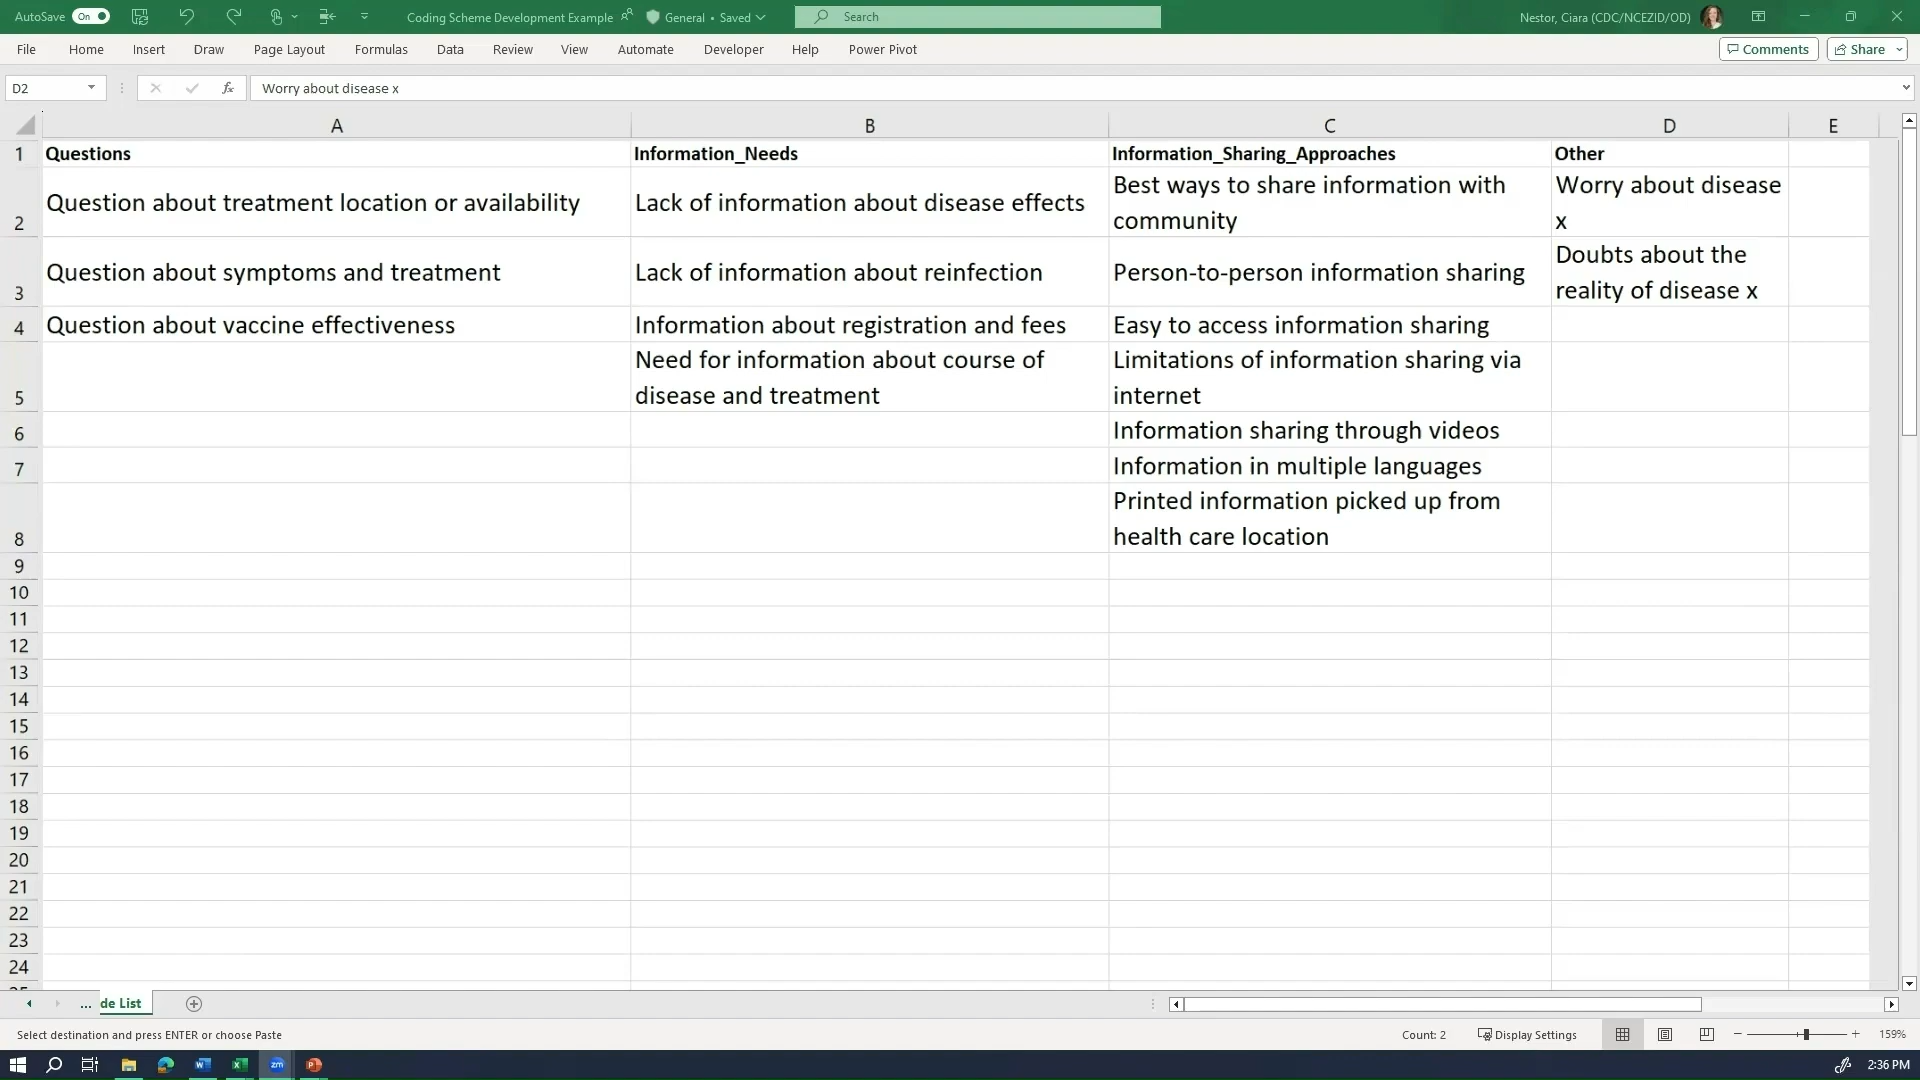 AutoSave On Coding Scheme Development Example General • Saved Search Nestor, Ciara (CDC/NCEZID/OD)
File Home Insert Draw Page Layout Formulas Data Review View Automate Developer Help Power Pivot Comments Share
D2 fx Worry about disease x
A B C D E
1 Questions Information_Needs Information_Sharing_Approaches Other
Question about treatment location or availability Lack of information about disease effects Best ways to share information with Worry about disease
2 community x
Question about symptoms and treatment Lack of information about reinfection Person-to-person information sharing Doubts about the
3 reality of disease x
4 Question about vaccine effectiveness Information about registration and fees Easy to access information sharing
Need for information about course of Limitations of information sharing via
5 disease and treatment internet
6 Information sharing through videos
7 Information in multiple languages
Printed information picked up from
8 health care location
9
10
11
12
13
14
15
16
17
18
19
20
21
22
23
24
... de List
Select destination and press ENTER or choose Paste Count: 2 Display Settings 159%
2:36 PM